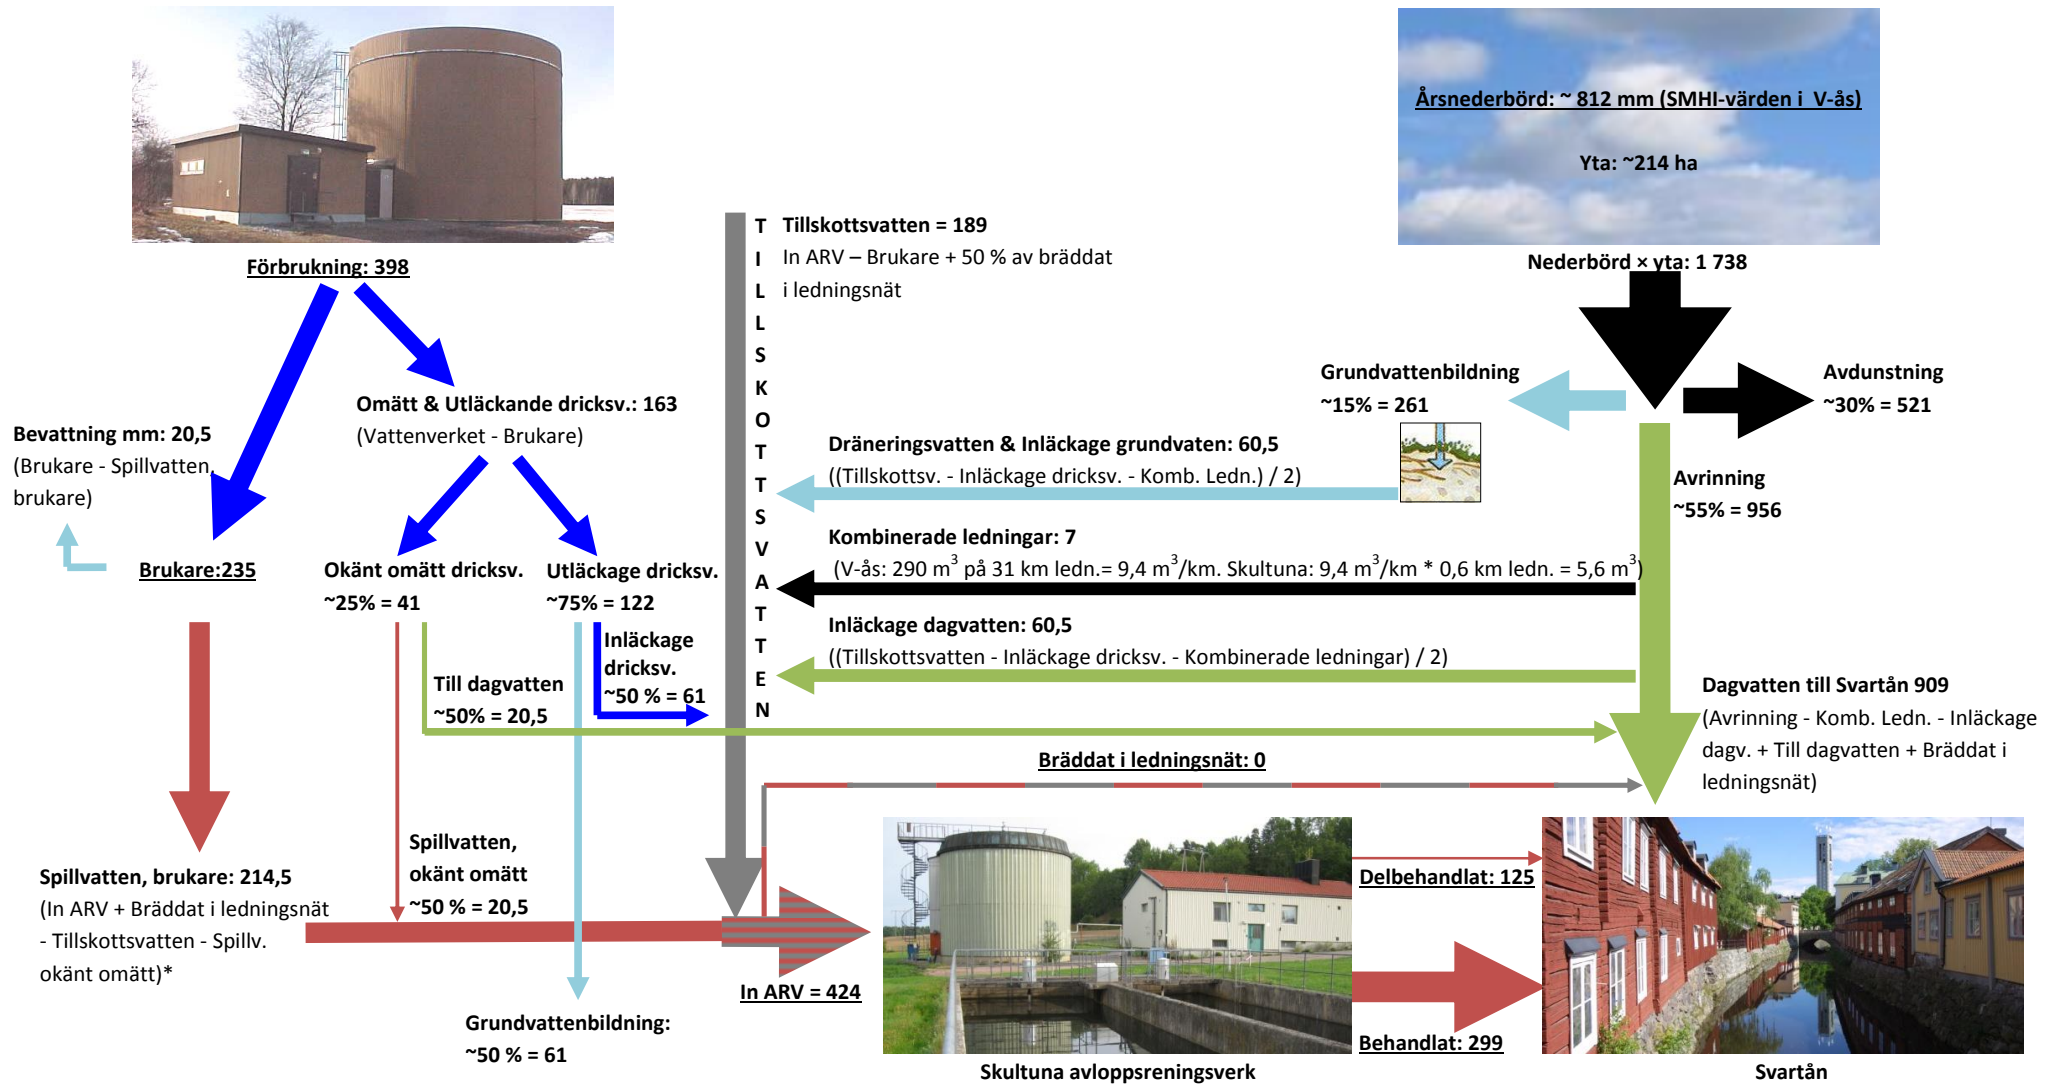 Årsnederbörd: ~ 812 mm (SMHI-värden i V-ås)
Yta: ~214 ha
Nederbörd × yta: 1 738
Förbrukning: 398
T
I
L
L
S
K
O
T
T
S
V
A
T
T
E
N
Tillskottsvatten = 189
In ARV – Brukare + 50 % av bräddat
i ledningsnät
Grundvattenbildning
~15% = 261
Avdunstning
~30% = 521
Omätt & Utläckande dricksv.: 163
(Vattenverket - Brukare)
Bevattning mm: 20,5
(Brukare - Spillvatten,
brukare)
Dräneringsvatten & Inläckage grundvaten: 60,5
((Tillskottsv. - Inläckage dricksv. - Komb. Ledn.) / 2)
Avrinning
~55% = 956
Kombinerade ledningar: 7
(V-ås: 290 m³ på 31 km ledn.= 9,4 m³/km. Skultuna: 9,4 m³/km * 0,6 km ledn. = 5,6 m³)
Brukare:235
Okänt omätt dricksv.
~25% = 41
Utläckage dricksv.
~75% = 122
Inläckage
dricksv.
~50 % = 61
Inläckage dagvatten: 60,5
((Tillskottsvatten - Inläckage dricksv. - Kombinerade ledningar) / 2)
Till dagvatten
~50% = 20,5
Dagvatten till Svartån 909
(Avrinning - Komb. Ledn. - Inläckage
dagv. + Till dagvatten + Bräddat i
ledningsnät)
Bräddat i ledningsnät: 0
Spillvatten,
okänt omätt
~50 % = 20,5
Spillvatten, brukare: 214,5
(In ARV + Bräddat i ledningsnät
- Tillskottsvatten - Spillv.
okänt omätt)*
In ARV = 424
Delbehandlat: 125
Behandlat: 299
Grundvattenbildning:
~50 % = 61
Skultuna avloppsreningsverk
Svartån